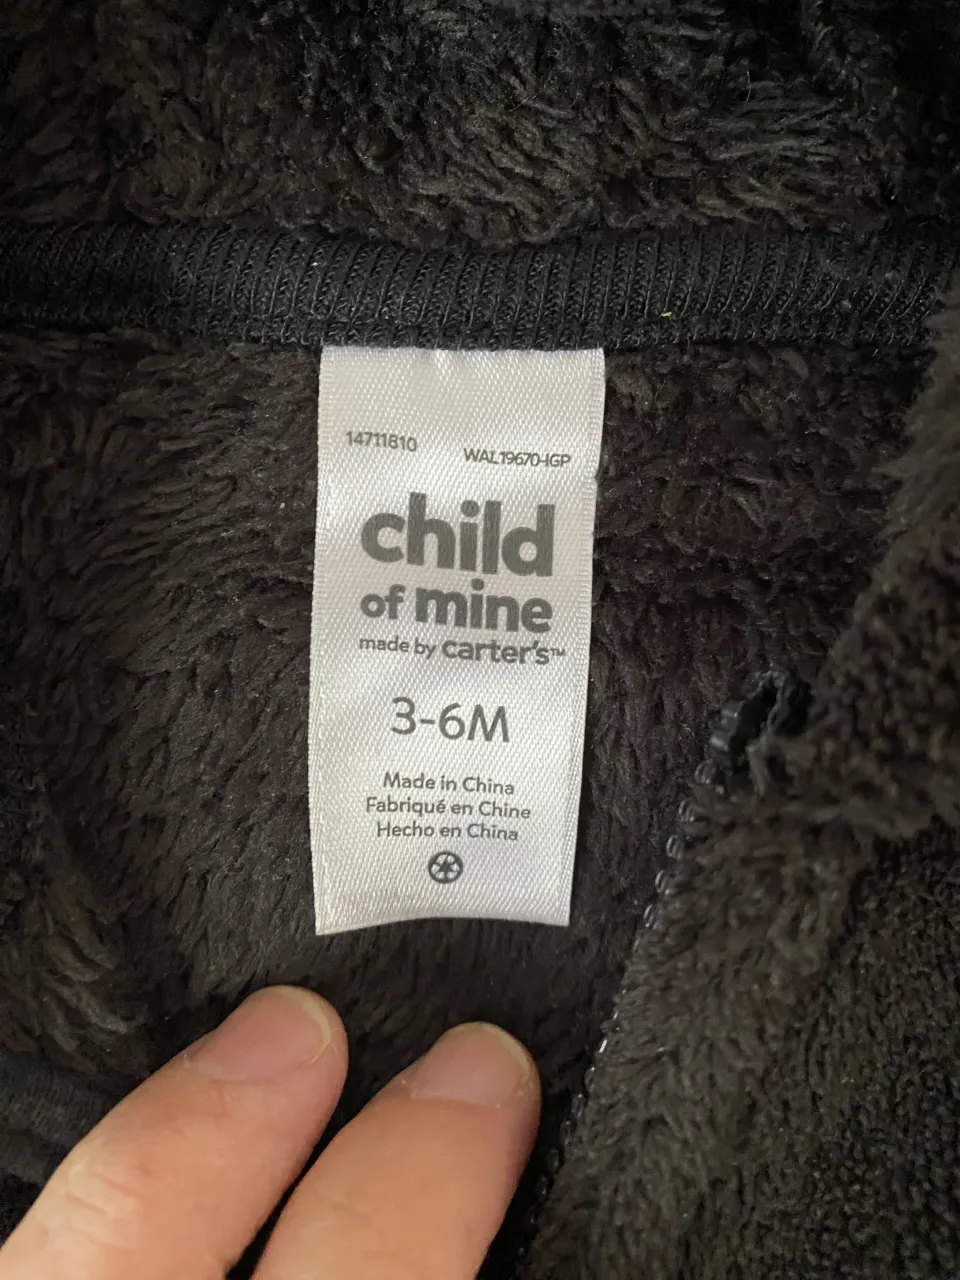 14711810 WAL19670-IGP
child
of mine
made by carter's™
3-6M
Made in China
Fabriqué en Chine
Hecho en China